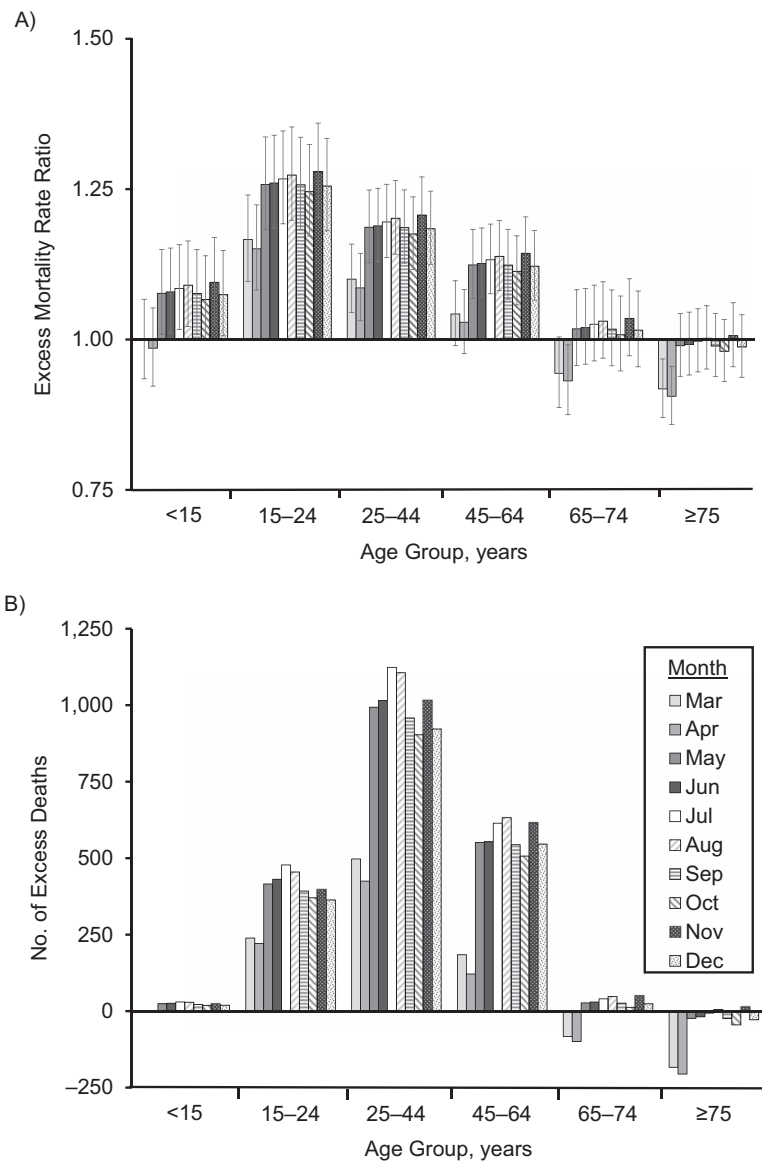 A)
1.50
1.25
1.00
0.75
Excess Mortality Rate Ratio
<15 15–24 25–44 45–64 65–74 ≥75
Age Group, years
B)
1,250
1,000
750
500
250
0
–250
No. of Excess Deaths
Month
Mar
Apr
May
Jun
Jul
Aug
Sep
Oct
Nov
Dec
<15 15–24 25–44 45–64 65–74 ≥75
Age Group, years